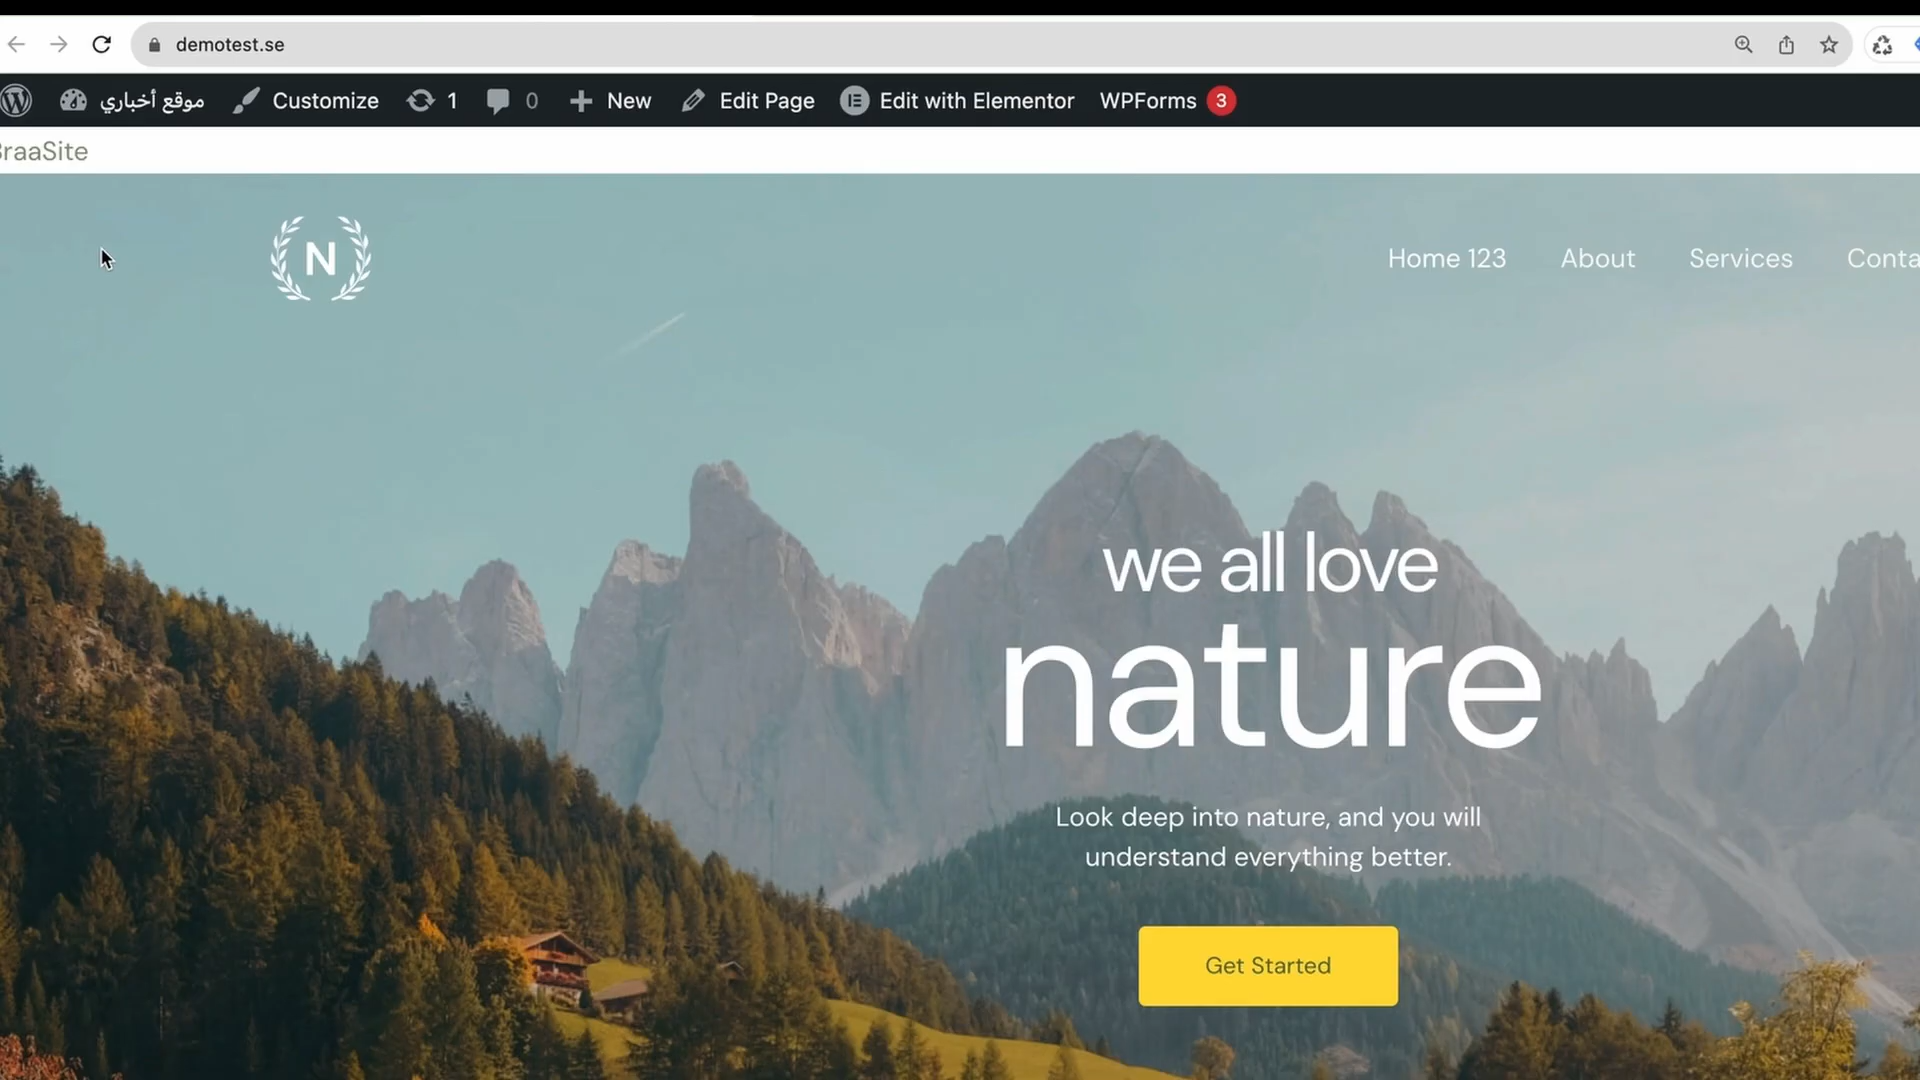 demotest.se
موقع أخباري Customize 1 0 New Edit Page Edit with Elementor WPForms 3
BraaSite
N
Home 123 About Services Conta
we all love
nature
Look deep into nature, and you will
understand everything better.
Get Started